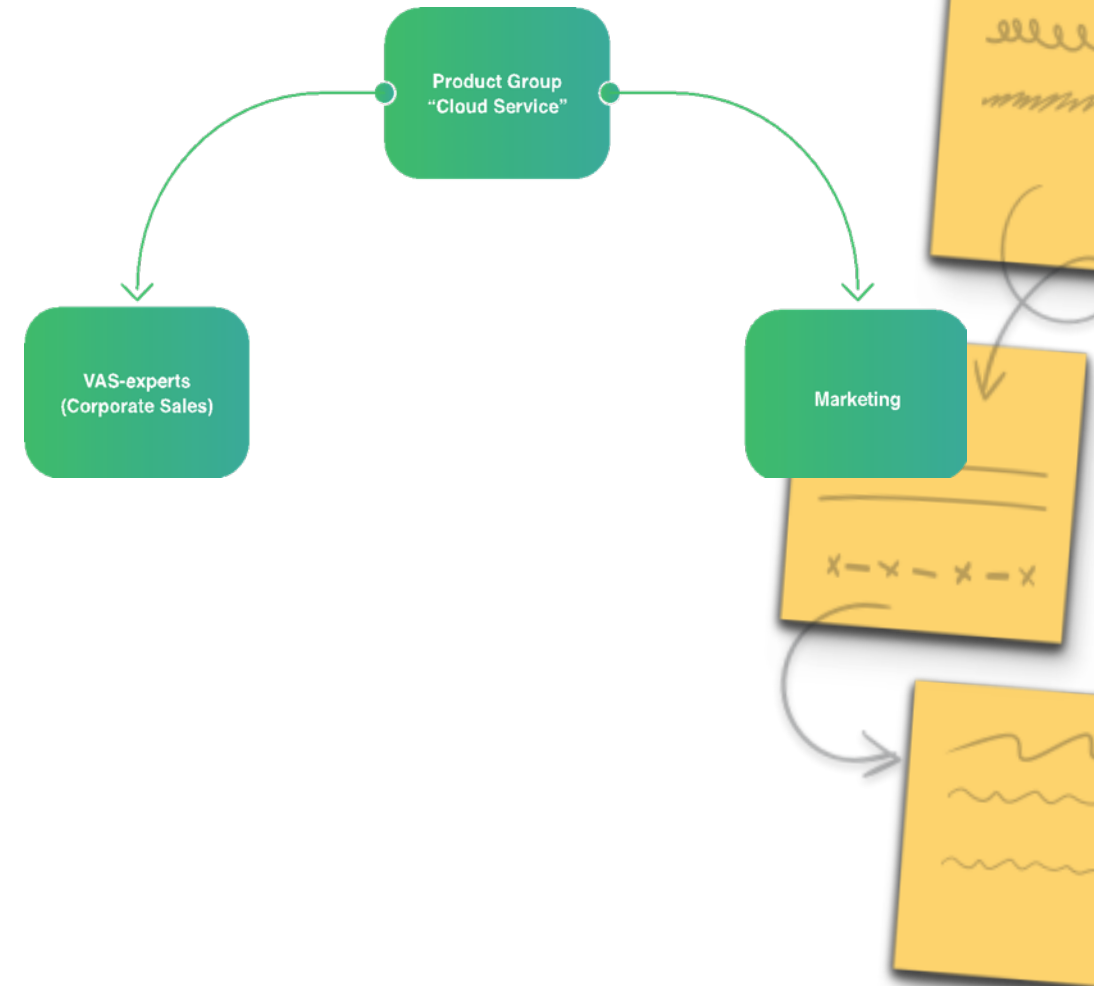 Product Group
“Cloud Service”
VAS-experts
(Corporate Sales)
Marketing